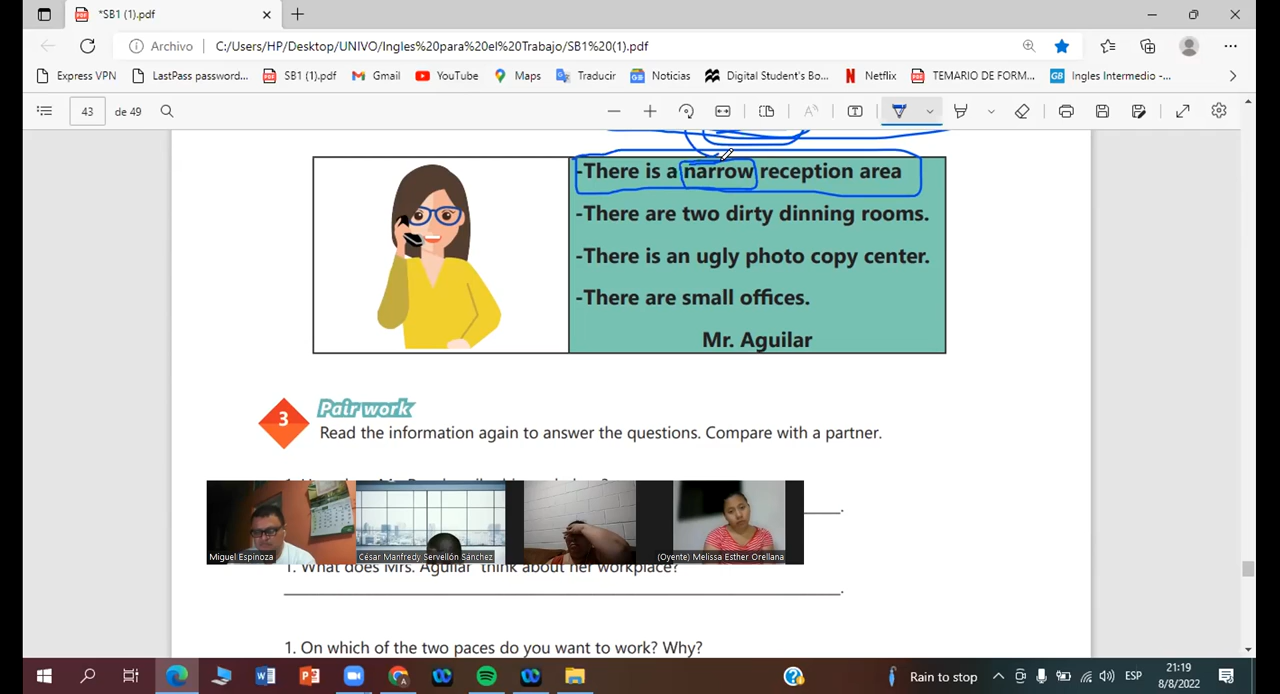 *SB1 (1).pdf
Archivo C:/Users/HP/Desktop/UNIVO/Ingles%20para%20el%20Trabajo/SB1%20(1).pdf
Express VPN LastPass password... SB1 (1).pdf Gmail YouTube Maps Traducir Noticias Digital Student's Bo... Netflix TEMARIO DE FORM... Ingles Intermedio -...
43 de 49
-There is a narrow reception area
-There are two dirty dinning rooms.
-There is an ugly photo copy center.
-There are small offices.
Mr. Aguilar
3 Pair work
Read the information again to answer the questions. Compare with a partner.
Miguel Espinoza César Manfredy Servellón Sánchez (Oyente) Melissa Esther Orellana
1. What does Mrs. Aguilar think about her workplace?
1. On which of the two paces do you want to work? Why?
Rain to stop ESP 21:19
8/8/2022